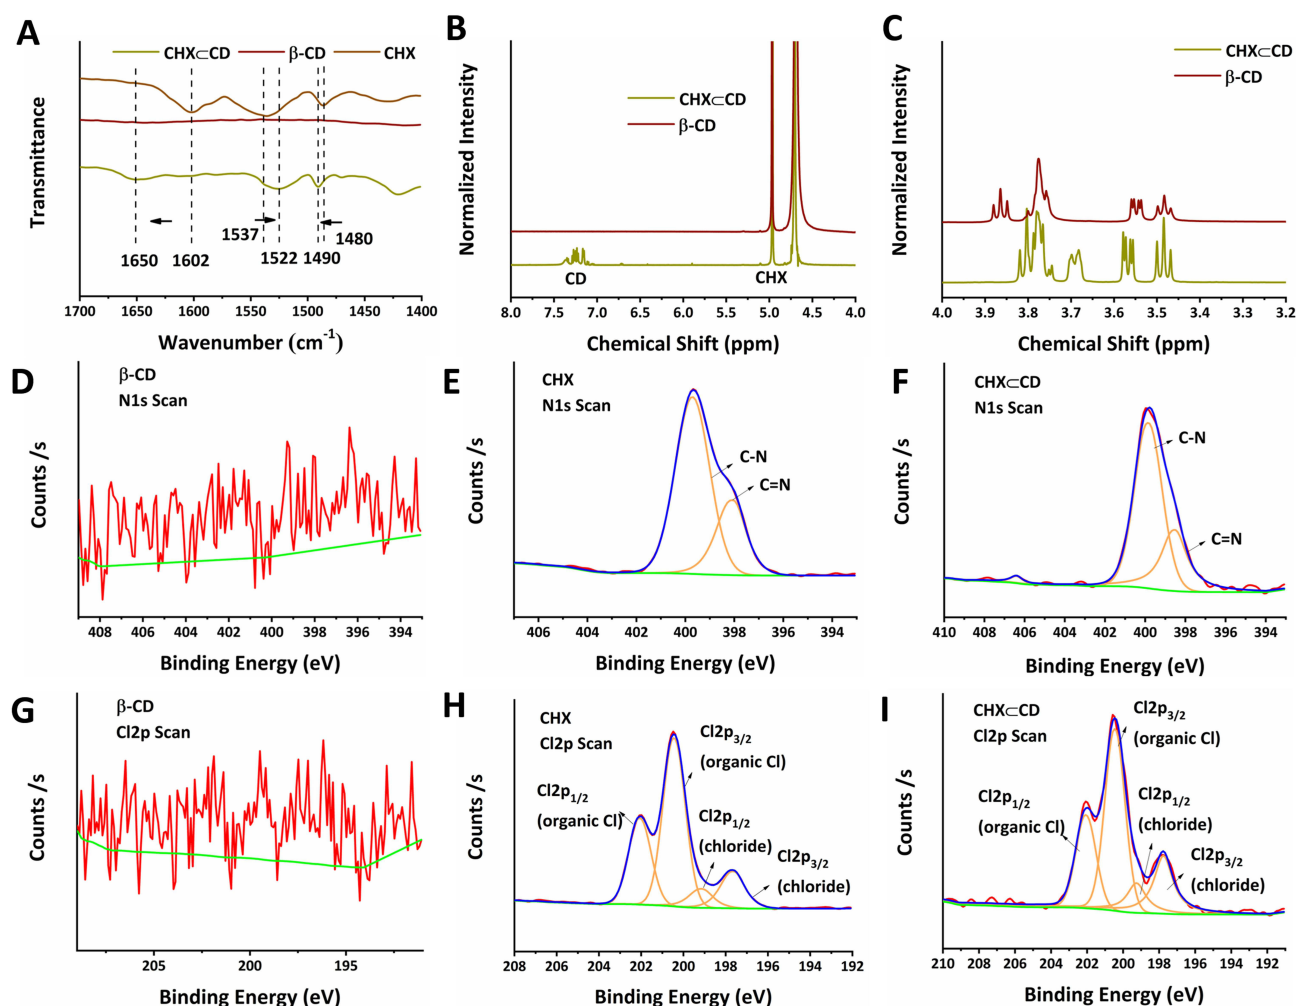 A
CHX⊂CD β-CD CHX
Transmittance
1537
1480
1650 1602 1522 1490
1700 1650 1600 1550 1500 1450 1400
Wavenumber (cm⁻¹)
B
Normalized Intensity
CHX⊂CD
β-CD
CD
CHX
8.0 7.5 7.0 6.5 6.0 5.5 5.0 4.5 4.0
Chemical Shift (ppm)
C
Normalized Intensity
CHX⊂CD
β-CD
4.0 3.9 3.8 3.7 3.6 3.5 3.4 3.3 3.2
Chemical Shift (ppm)
D
β-CD
N1s Scan
Counts /s
408 406 404 402 400 398 396 394
Binding Energy (eV)
E
CHX
N1s Scan
Counts /s
C-N
C=N
406 404 402 400 398 396 394
Binding Energy (eV)
F
CHX⊂CD
N1s Scan
Counts /s
C-N
C=N
410 408 406 404 402 400 398 396 394
Binding Energy (eV)
G
β-CD
Cl2p Scan
Counts /s
205 200 195
Binding Energy (eV)
H
CHX
Cl2p Scan
Counts /s
Cl2p3/2
(organic Cl)
Cl2p1/2
(organic Cl)
Cl2p1/2
(chloride)
Cl2p3/2
(chloride)
208 206 204 202 200 198 196 194 192
Binding Energy (eV)
I
CHX⊂CD
Cl2p Scan
Counts /s
Cl2p3/2
(organic Cl)
Cl2p1/2
(organic Cl)
Cl2p1/2
(chloride)
Cl2p3/2
(chloride)
210 208 206 204 202 200 198 196 194 192
Binding Energy (eV)